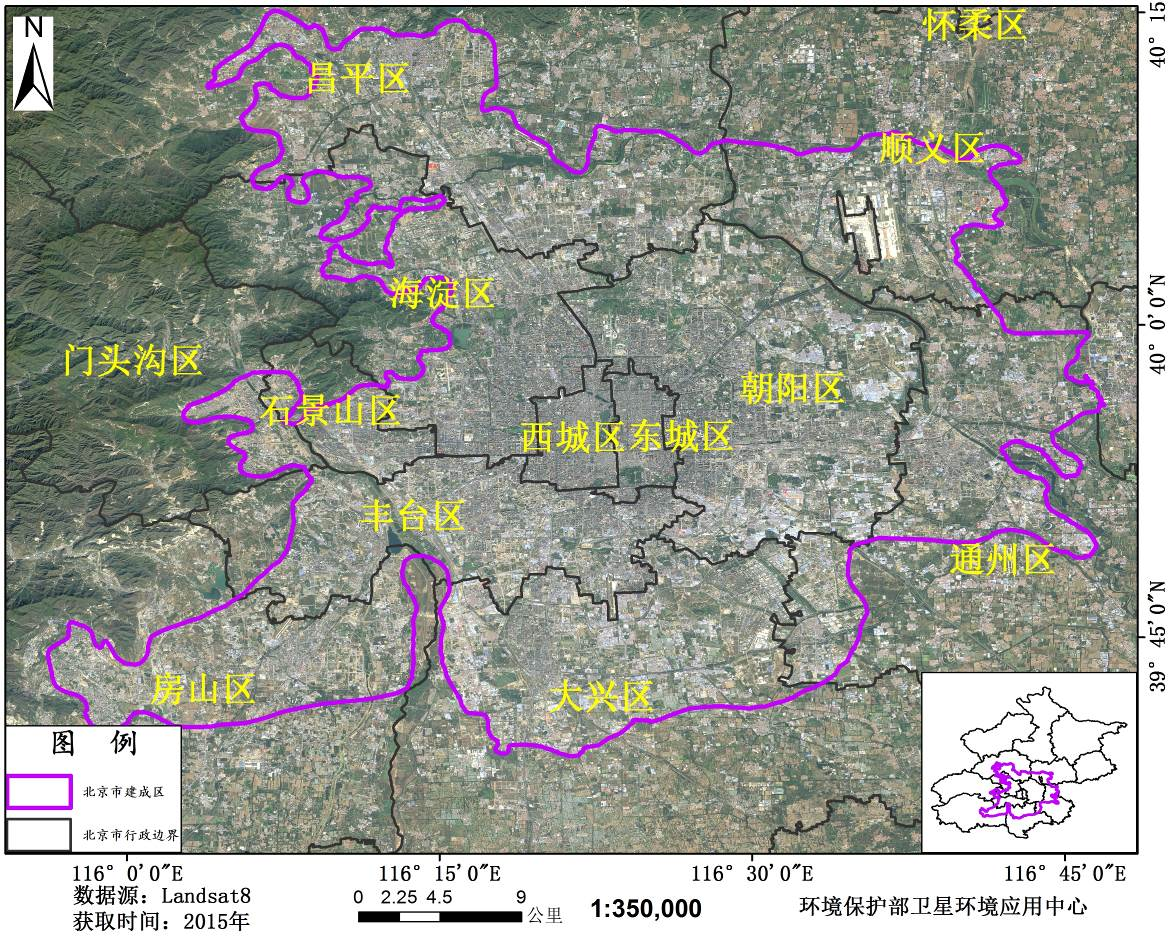 N
怀柔区
昌平区
顺义区
海淀区
门头沟区
石景山区
朝阳区
西城区
东城区
丰台区
通州区
房山区
大兴区
40° 15
40° 0′0″N
39° 45′0″N
图 例
北京市建成区
北京市行政边界
116° 0′0″E
116° 15′0″E
116° 30′0″E
116° 45′0″E
数据源：Landsat8
获取时间：2015年
0 2.25 4.5 9
公里
1:350,000
环境保护部卫星环境应用中心